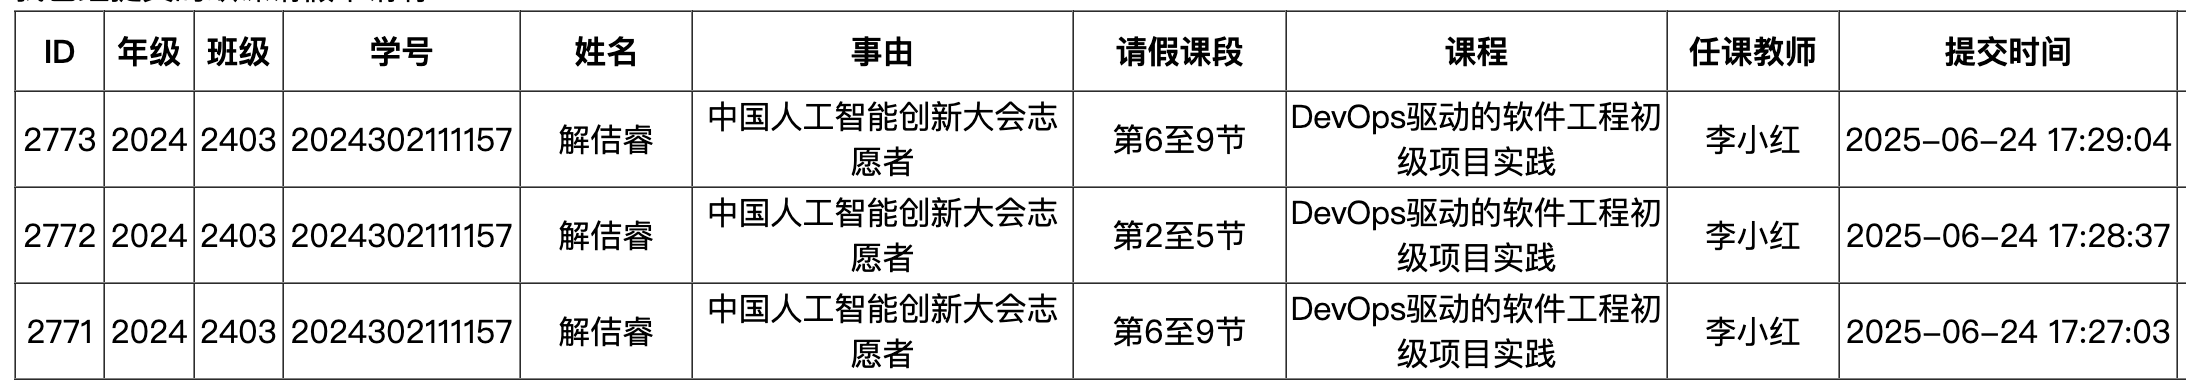 ID 年级 班级 学号 姓名 事由 请假课段 课程 任课教师 提交时间
2773 2024 2403 2024302111157 解佶睿 中国人工智能创新大会志愿者 第6至9节 DevOps驱动的软件工程初级项目实践 李小红 2025-06-24 17:29:04
2772 2024 2403 2024302111157 解佶睿 中国人工智能创新大会志愿者 第2至5节 DevOps驱动的软件工程初级项目实践 李小红 2025-06-24 17:28:37
2771 2024 2403 2024302111157 解佶睿 中国人工智能创新大会志愿者 第6至9节 DevOps驱动的软件工程初级项目实践 李小红 2025-06-24 17:27:03